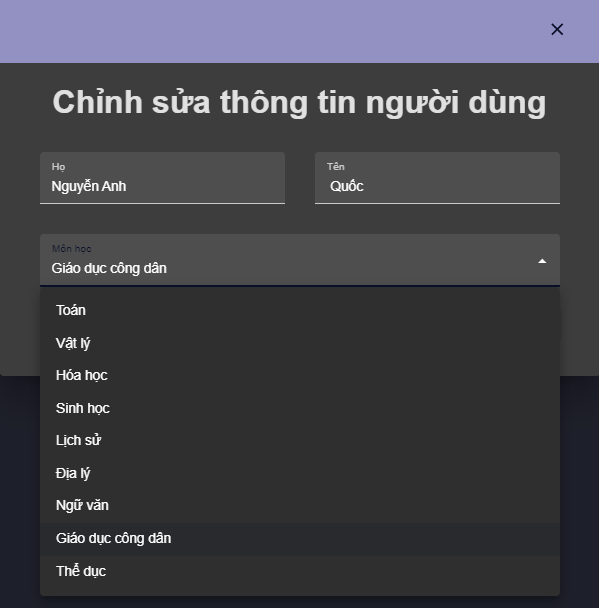 Chỉnh sửa thông tin người dùng
Họ
Tên
Nguyễn Anh
Quốc
Môn học
Giáo dục công dân
Toán
Vật lý
Hóa học
Sinh học
Lịch sử
Địa lý
Ngữ văn
Giáo dục công dân
Thể dục